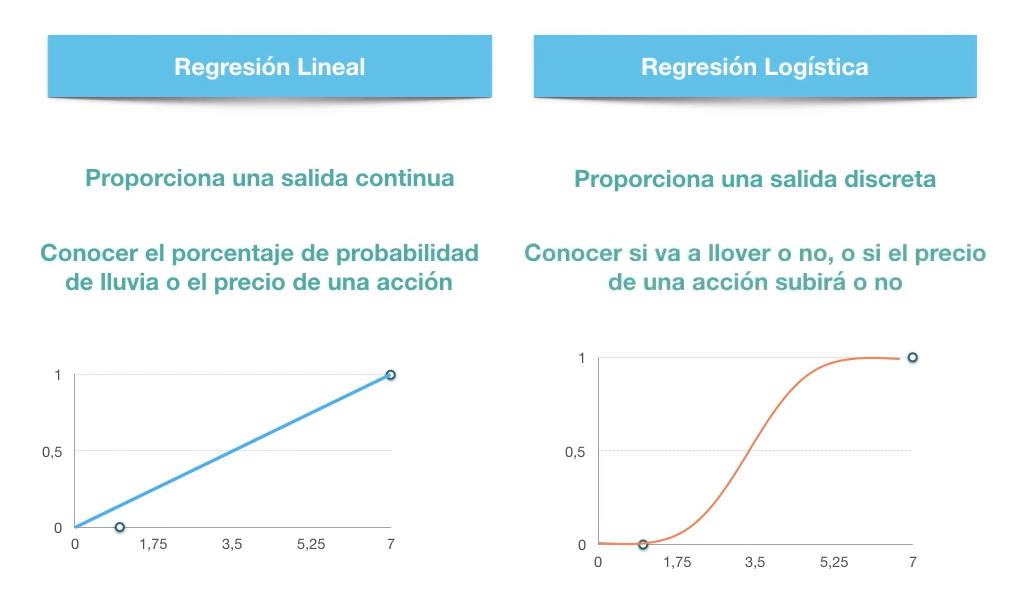 Regresión Lineal
Proporciona una salida continua
Conocer el porcentaje de probabilidad
de lluvia o el precio de una acción
1
0,5
0
0 1,75 3,5 5,25 7
Regresión Logística
Proporciona una salida discreta
Conocer si va a llover o no, o si el precio
de una acción subirá o no
1
0,5
0
0 1,75 3,5 5,25 7